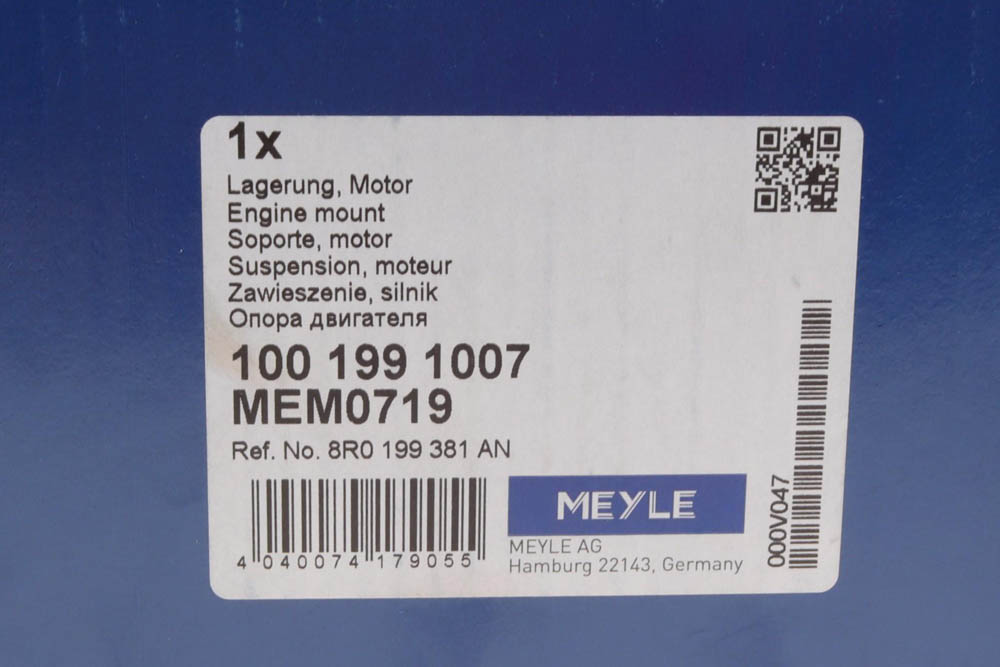 1x
Lagerung, Motor
Engine mount
Soporte, motor
Suspension, moteur
Zawieszenie, silnik
Опора двигателя
100 199 1007
MEM0719
Ref. No. 8R0 199 381 AN
4 040074 179055
MEYLE
MEYLE AG
Hamburg 22143, Germany
000V047